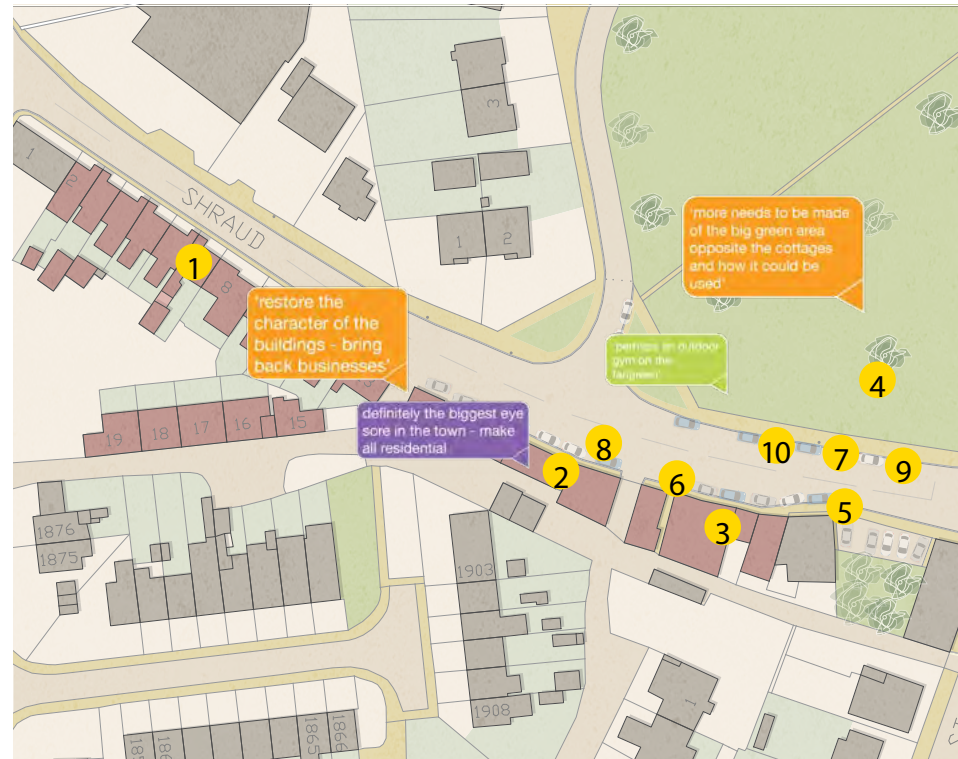 SHRAUD
'restore the
character of the
buildings - bring
back businesses'
definitely the biggest eye
sore in the town - make
all residential
'more needs to be made
of the big green area
opposite the cottages
and how it could be
used'
'perhaps an outdoor
gym on the
fairgreen'
1
2
3
4
5
6
7
8
9
10
1
2
8
3
1
2
19
18
17
16
15
1876
1875
1903
1908
1865
1866
1